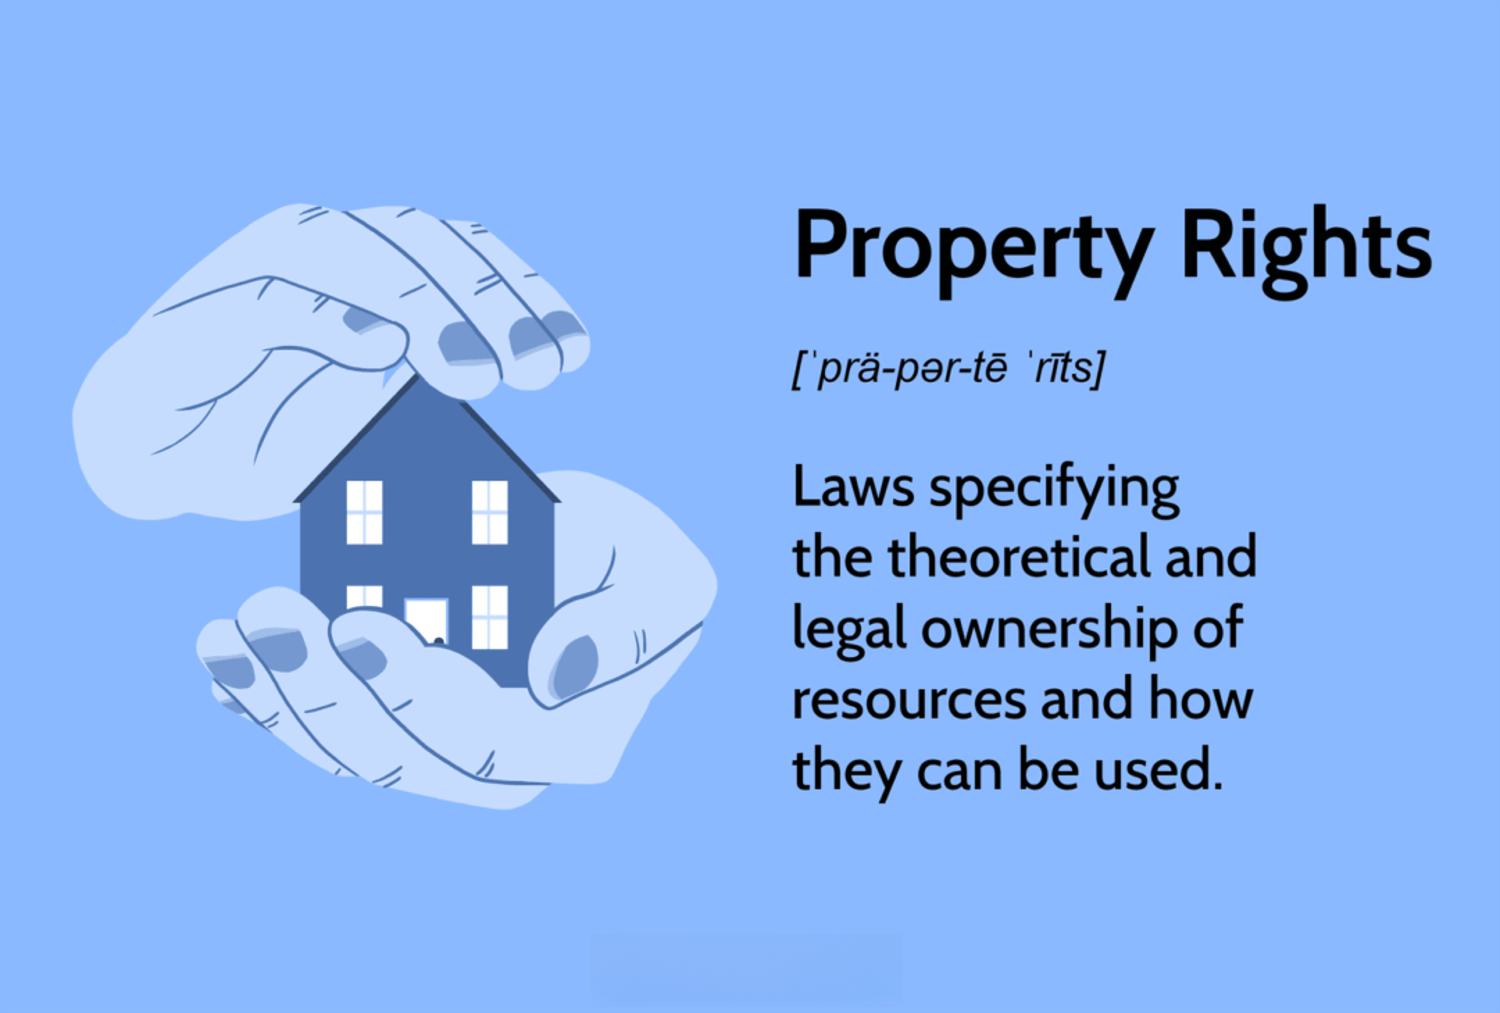 Property Rights
[ˈprä-pər-tē ˈrīts]
Laws specifying
the theoretical and
legal ownership of
resources and how
they can be used.